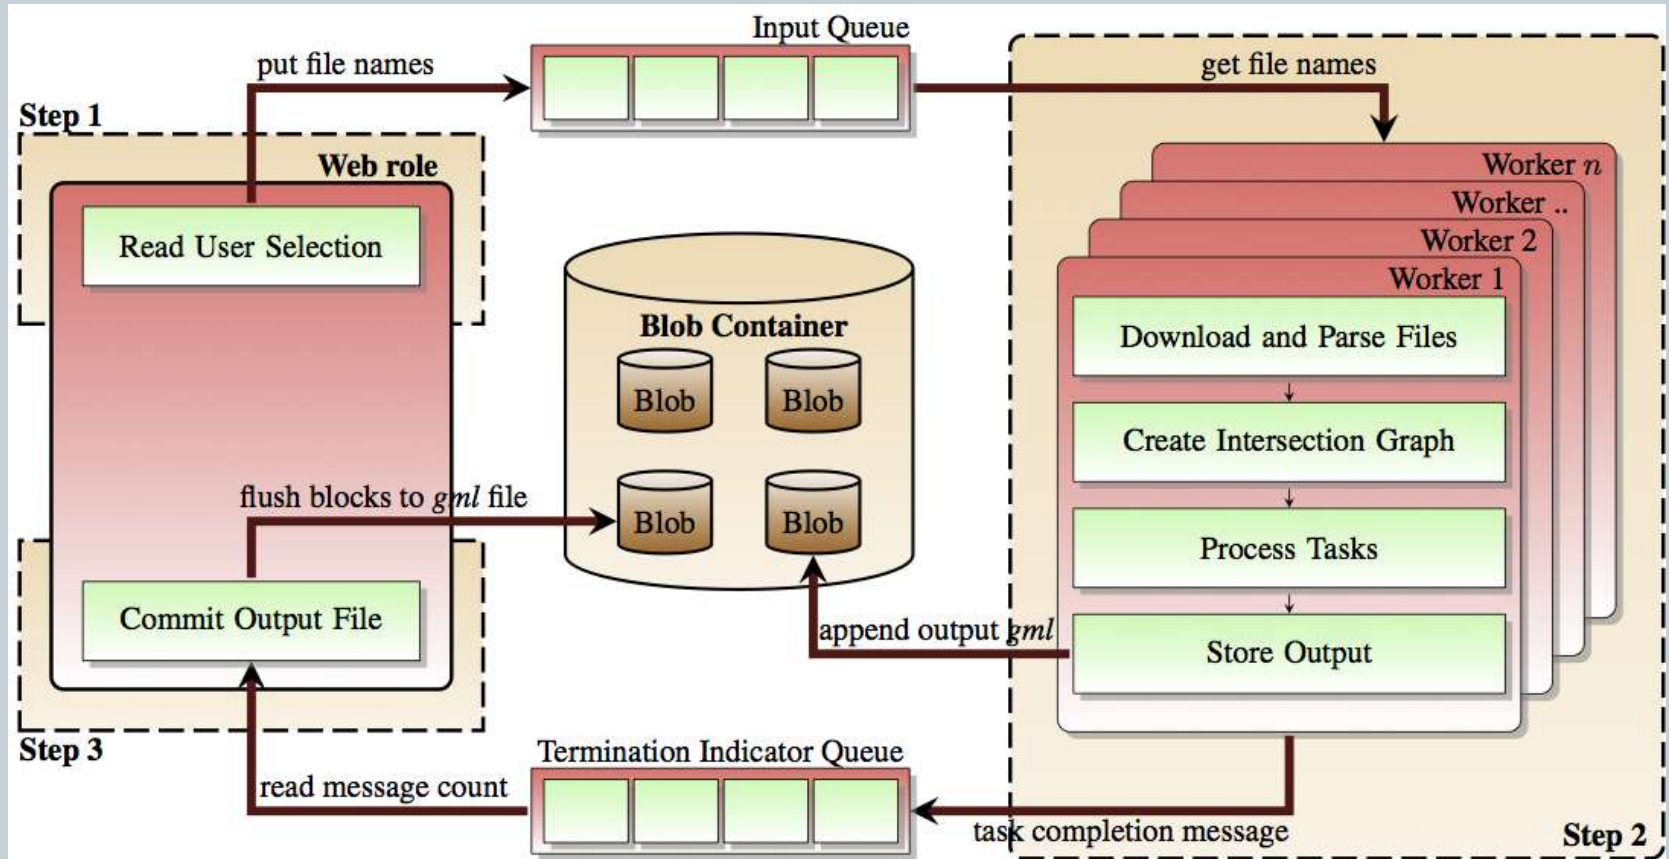 Input Queue
put file names
get file names
Step 1
Web role
Read User Selection
Worker n
Worker ..
Worker 2
Worker 1
Download and Parse Files
Create Intersection Graph
Process Tasks
Store Output
Blob Container
Blob
Blob
Blob
Blob
flush blocks to gml file
append output gml
Commit Output File
Step 3
Termination Indicator Queue
read message count
task completion message
Step 2